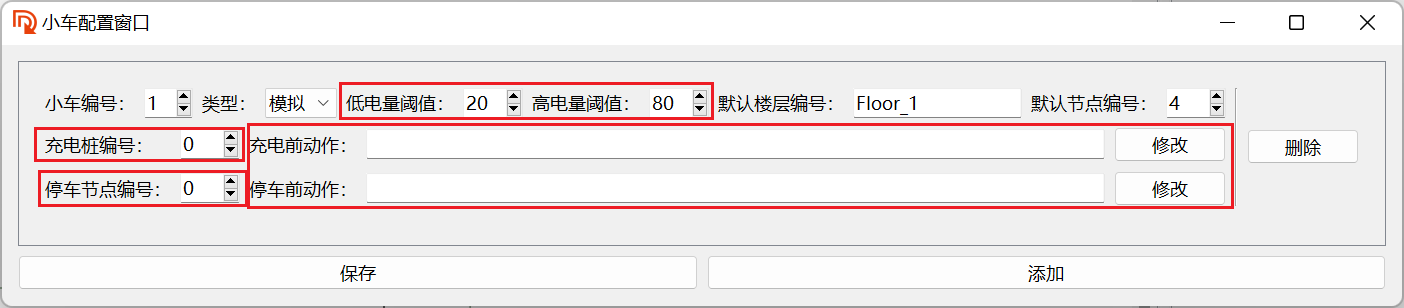 小车配置窗口
小车编号： 1 类型： 模拟 低电量阈值： 20 高电量阈值： 80 默认楼层编号： Floor_1 默认节点编号： 4
充电桩编号： 0 充电前动作： 修改
删除
停车节点编号： 0 停车前动作： 修改
保存 添加